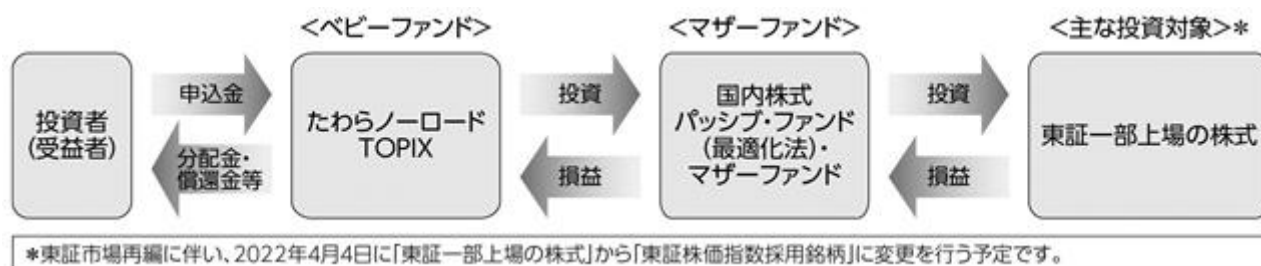 <ベビーファンド>
<マザーファンド>
<主な投資対象>*
投資者
(受益者)
申込金
分配金・
償還金等
たわらノーロード
TOPIX
投資
損益
国内株式
パッシブ・ファンド
(最適化法)・
マザーファンド
投資
損益
東証一部上場の株式
*東証市場再編に伴い、2022年4月4日に「東証一部上場の株式」から「東証株価指数採用銘柄」に変更を行う予定です。